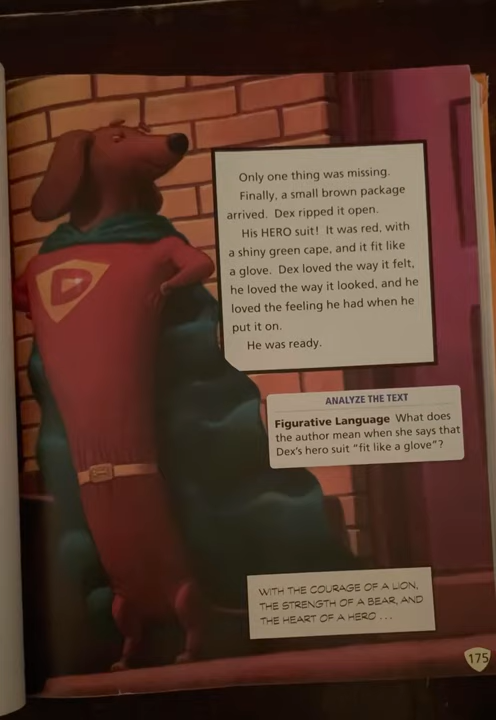 Only one thing was missing.
Finally, a small brown package
arrived. Dex ripped it open.
His HERO suit! It was red, with
a shiny green cape, and it fit like
a glove. Dex loved the way it felt,
he loved the way it looked, and he
loved the feeling he had when he
put it on.
He was ready.
ANALYZE THE TEXT
Figurative Language What does
the author mean when she says that
Dex's hero suit "fit like a glove"?
WITH THE COURAGE OF A LION,
THE STRENGTH OF A BEAR, AND
THE HEART OF A HERO . . .
175
D